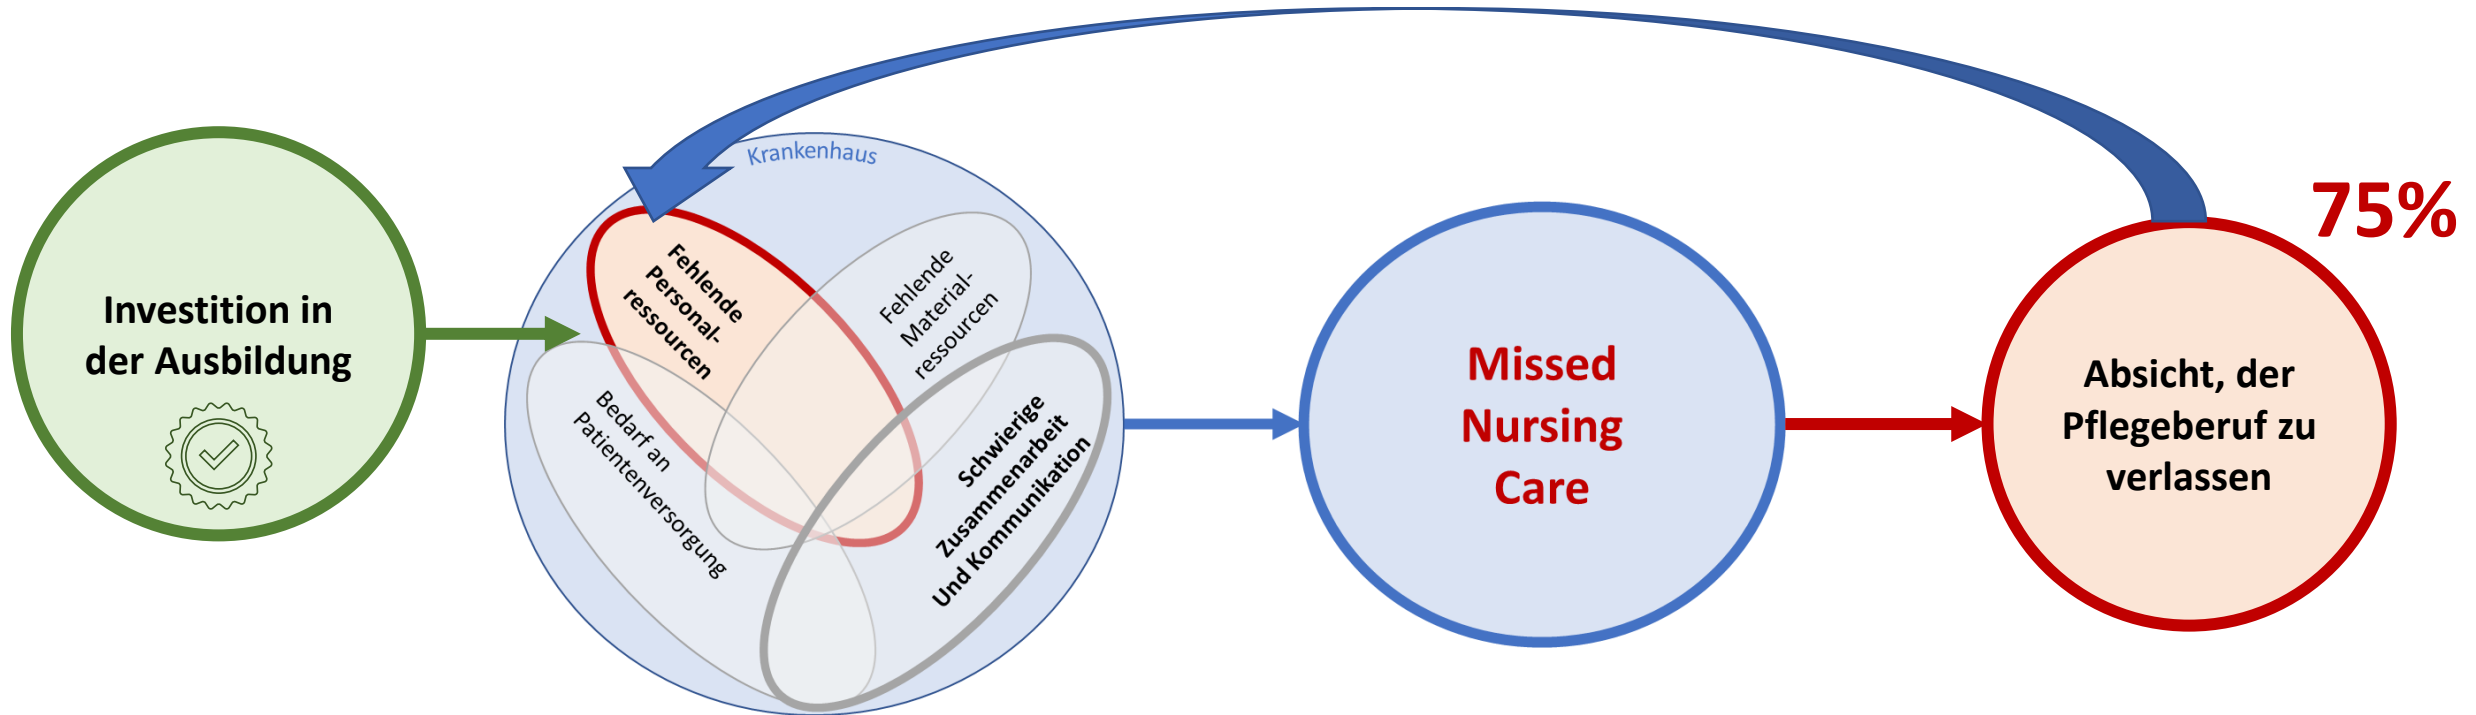 Krankenhaus
75%
Investition in
der Ausbildung
Fehlende
Personal-
ressourcen
Fehlende
Material-
ressourcen
Bedarf an
Patientenversorgung
Schwierige
Zusammenarbeit
Und Kommunikation
Missed
Nursing
Care
Absicht, der
Pflegeberuf zu
verlassen